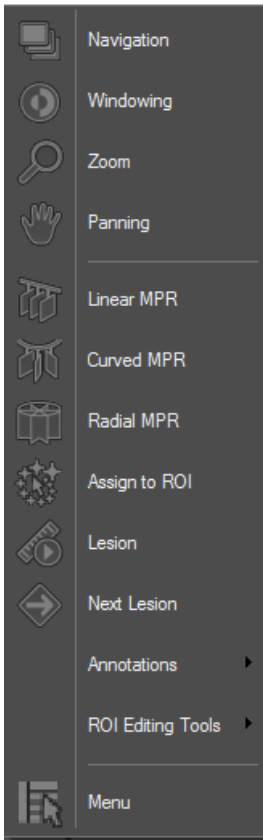 Navigation
Windowing
Zoom
Panning
Linear MPR
Curved MPR
Radial MPR
Assign to ROI
Lesion
Next Lesion
Annotations
ROI Editing Tools
Menu